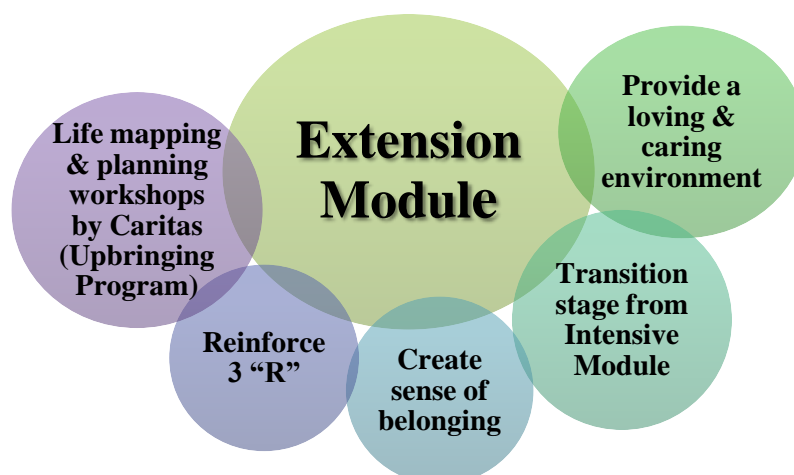 Extension
Module
Provide a
loving &
caring
environment
Transition
stage from
Intensive
Module
Create
sense of
belonging
Reinforce
3 “R”
Life mapping
& planning
workshops
by Caritas
(Upbringing
Program)